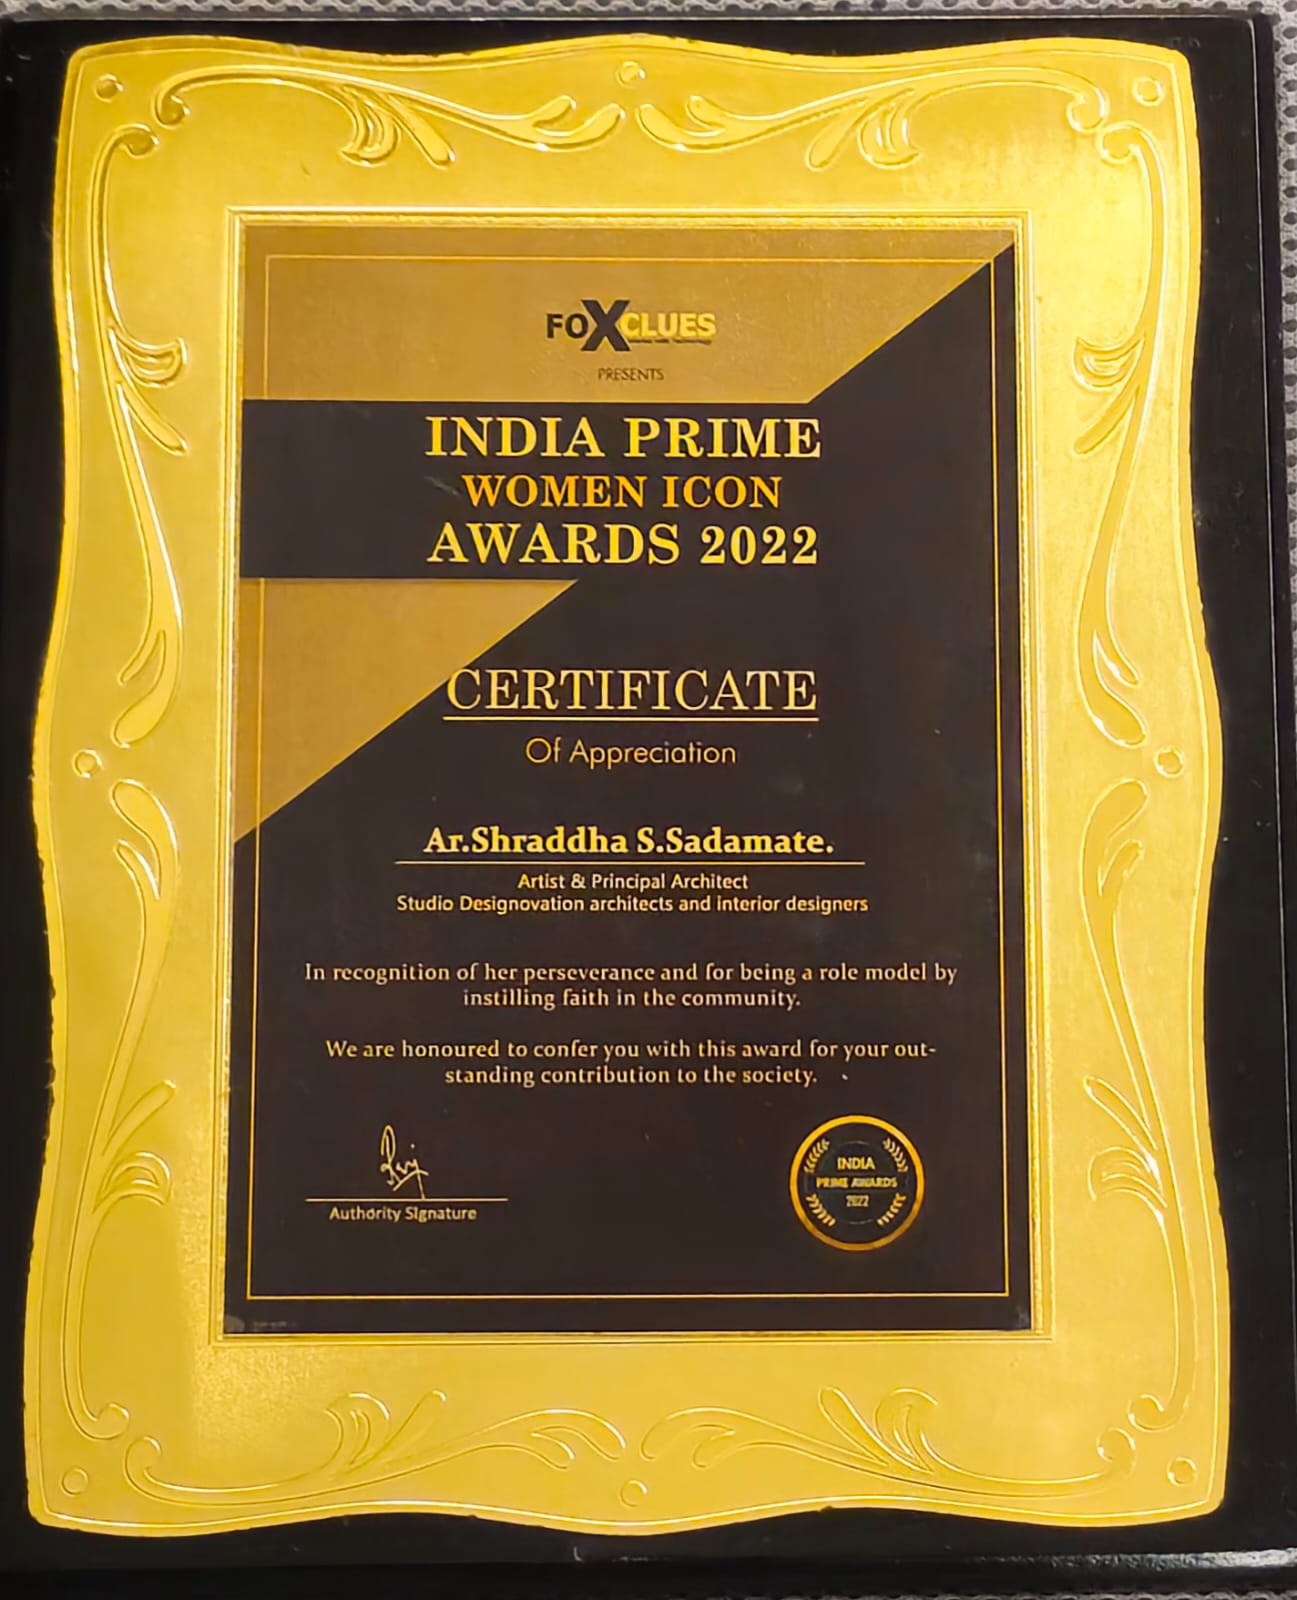 FOXCLUES
PRESENTS
INDIA PRIME
WOMEN ICON
AWARDS 2022
CERTIFICATE
Of Appreciation
Ar.Shraddha S.Sadamate.
Artist & Principal Architect
Studio Designovation architects and interior designers
In recognition of her perseverance and for being a role model by
instilling faith in the community.
We are honoured to confer you with this award for your out-
standing contribution to the society.
Authority Signature
INDIA
PRIME AWARDS
2022